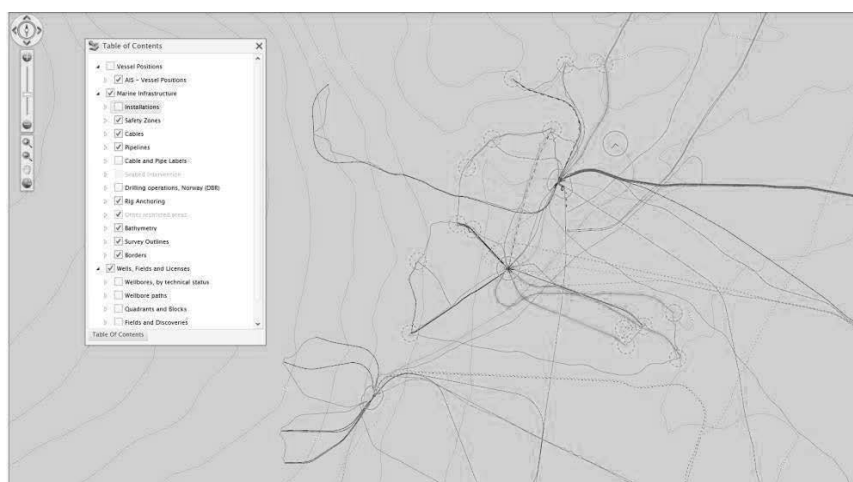 Table of Contents
Vessel Positions
AIS - Vessel Positions
Marine Infrastructure
Installations
Safety Zones
Cables
Pipelines
Cable and Pipe Labels
Seabed Intervention
Drilling operations, Norway (DBR)
Rig Anchoring
Bathymetry
Survey Outlines
Borders
Wells, Fields and Licenses
Wellbores, by technical status
Wellbore paths
Quadrants and Blocks
Fields and Discoveries
Table Of Contents